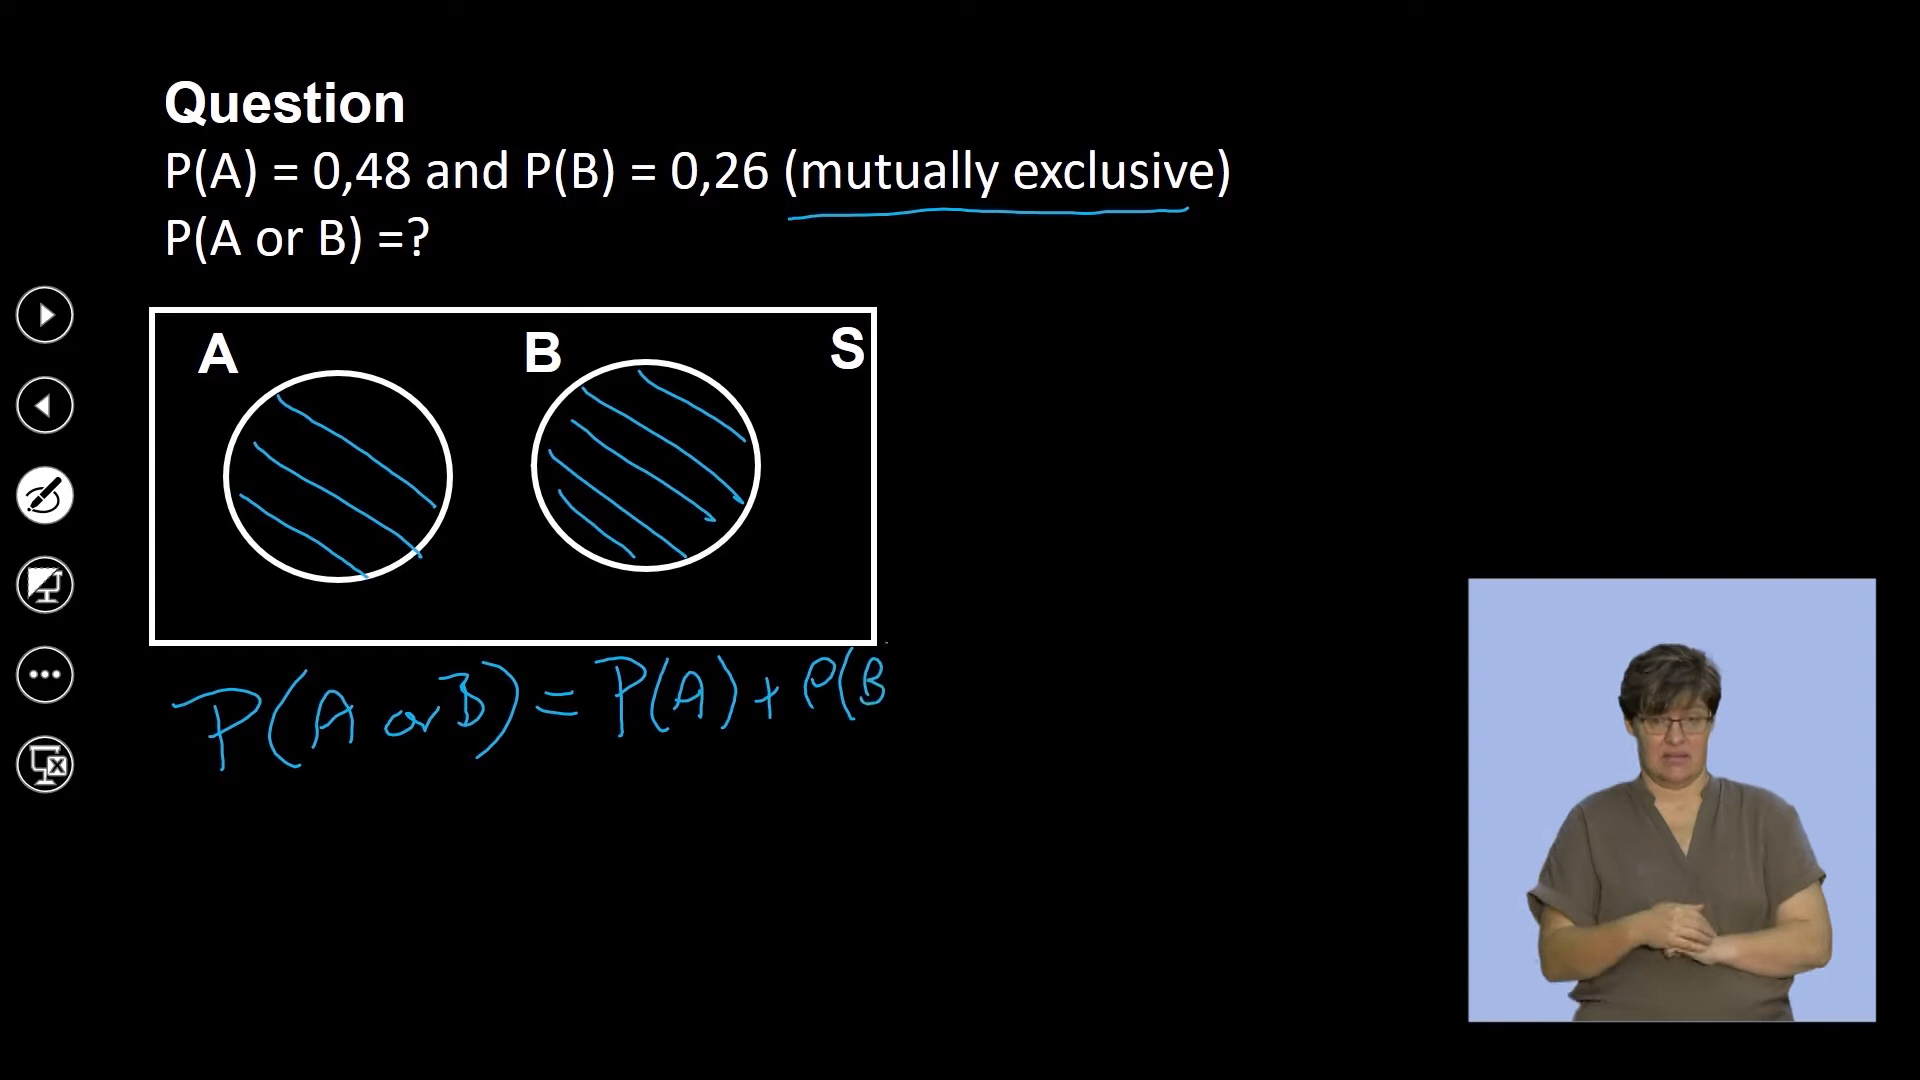 Question
P(A) = 0,48 and P(B) = 0,26 (mutually exclusive)
P(A or B) =?
A B S
P(A or B) = P(A) + P(B